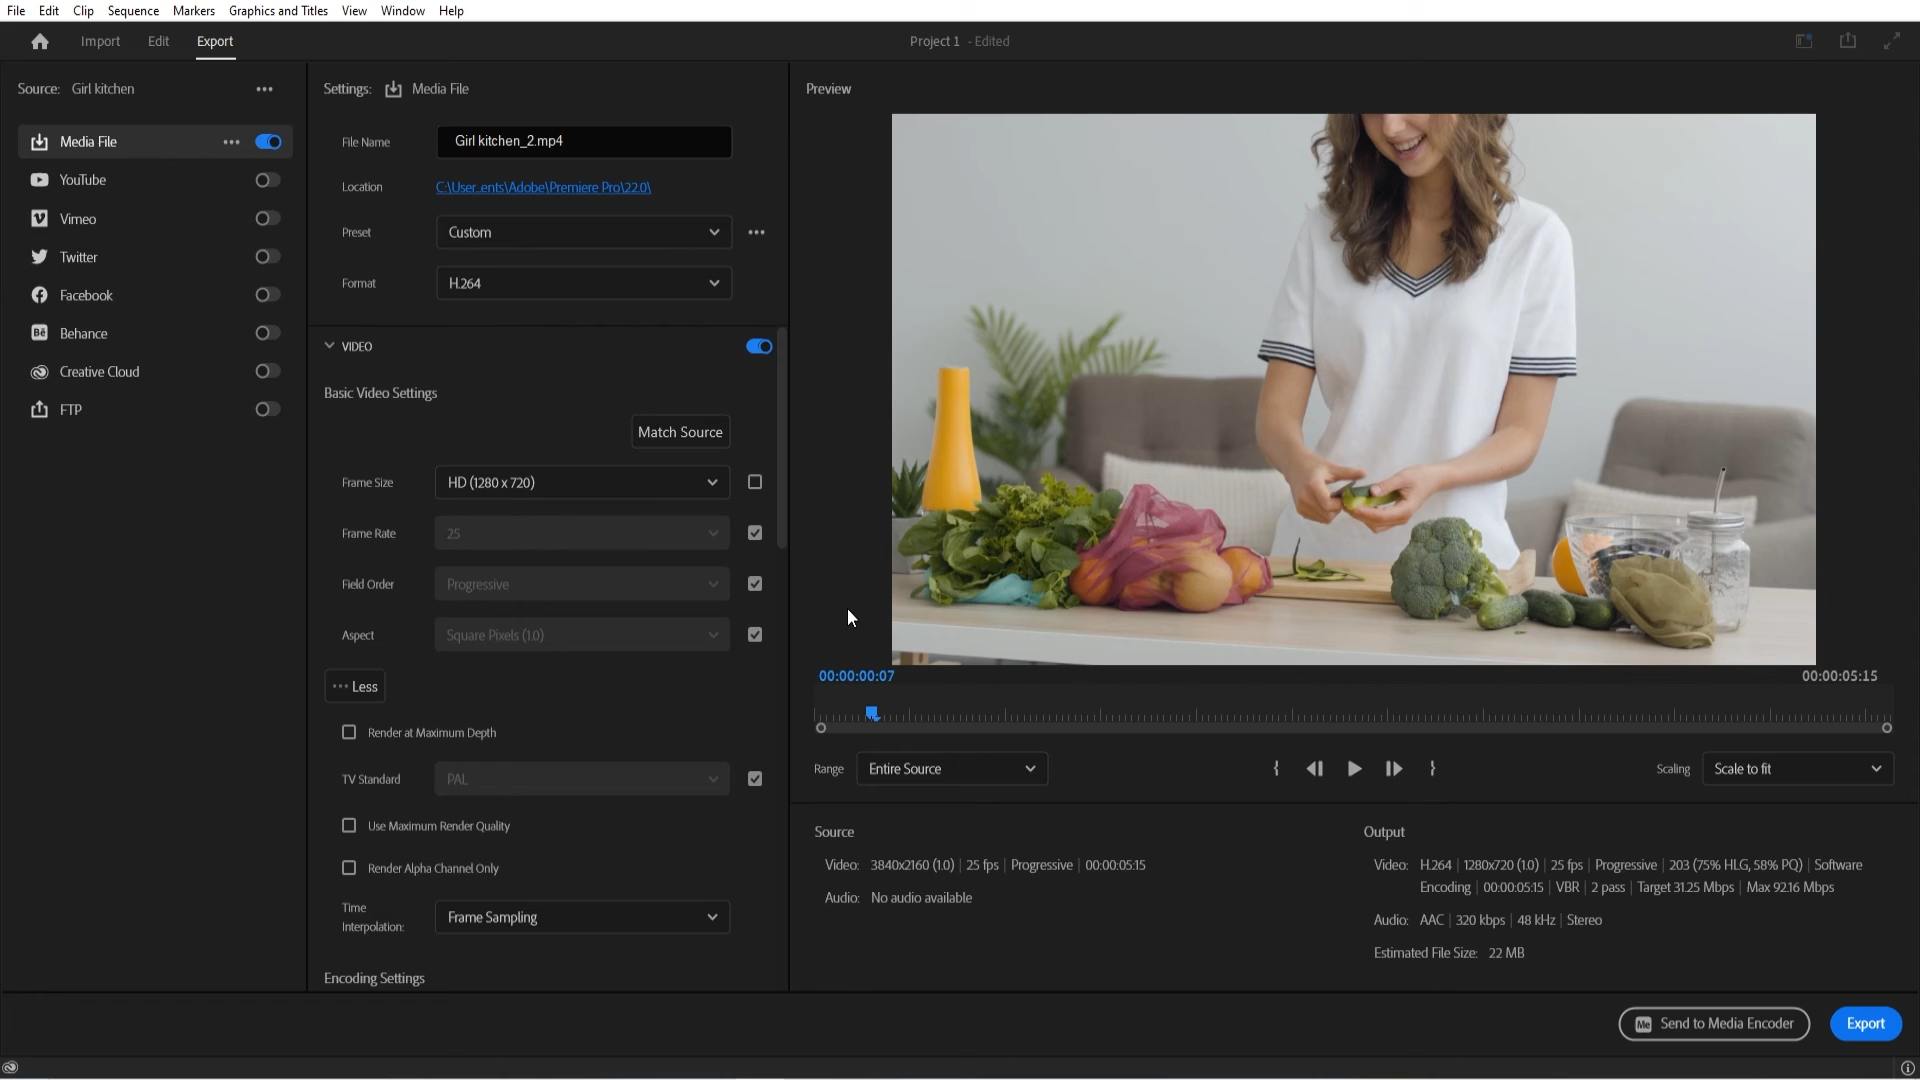 File Edit Clip Sequence Markers Graphics and Titles View Window Help
Import Edit Export Project 1 - Edited
Source: Girl kitchen
Media File
YouTube
Vimeo
Twitter
Facebook
Behance
Creative Cloud
FTP
Settings: Media File
File Name Girl kitchen_2.mp4
Location C:\User_ents\Adobe\Premiere Pro\22.0\
Preset Custom
Format H.264
VIDEO
Basic Video Settings
Match Source
Frame Size HD (1280 x 720)
Frame Rate 25
Field Order Progressive
Aspect Square Pixels (1.0)
Less
Render at Maximum Depth
TV Standard PAL
Use Maximum Render Quality
Render Alpha Channel Only
Time
Interpolation: Frame Sampling
Encoding Settings
Preview
00:00:00:07 00:00:05:15
Range Entire Source Scaling Scale to fit
Source
Video: 3840x2160 (1.0) | 25 fps | Progressive | 00:00:05:15
Audio: No audio available
Output
Video: H.264 | 1280x720 (1.0) | 25 fps | Progressive | 203 (75% HLG, 58% PQ) | Software
Encoding | 00:00:05:15 | VBR | 2 pass | Target 31.25 Mbps | Max 92.16 Mbps
Audio: AAC | 320 kbps | 48 kHz | Stereo
Estimated File Size: 22 MB
Me Send to Media Encoder Export